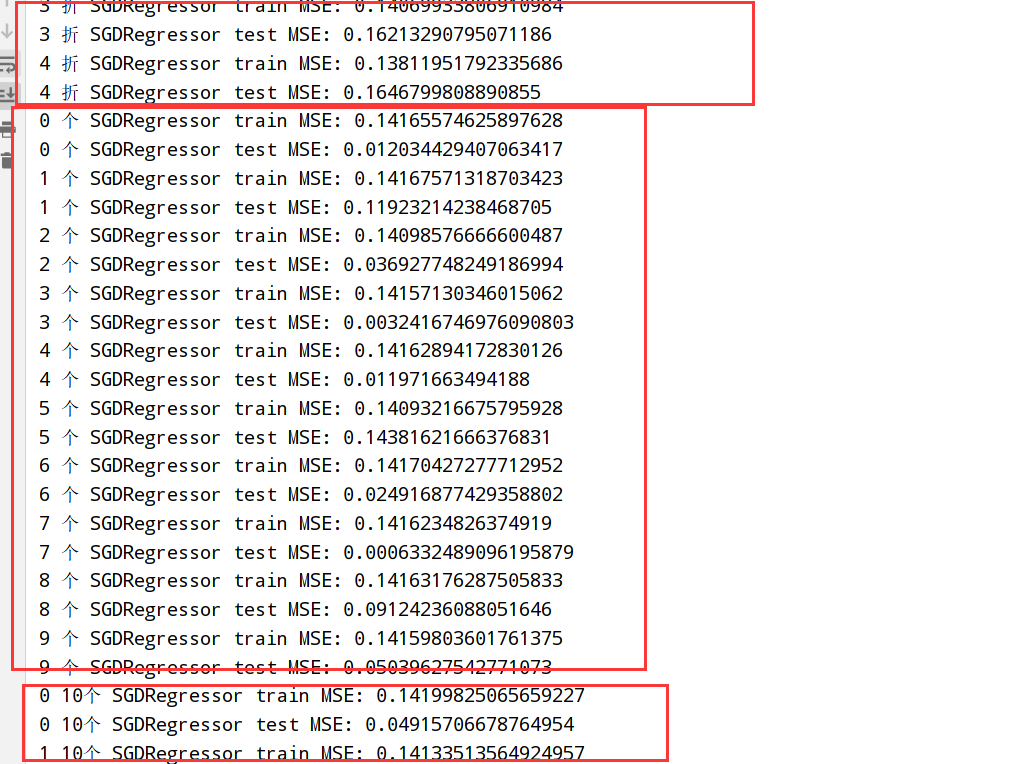 3 折 SGDRegressor train MSE: 0.14069935806910984
3 折 SGDRegressor test MSE: 0.16213290795071186
4 折 SGDRegressor train MSE: 0.13811951792335686
4 折 SGDRegressor test MSE: 0.1646799808890855
0 个 SGDRegressor train MSE: 0.14165574625897628
0 个 SGDRegressor test MSE: 0.012034429407063417
1 个 SGDRegressor train MSE: 0.14167571318703423
1 个 SGDRegressor test MSE: 0.11923214238468705
2 个 SGDRegressor train MSE: 0.14098576666600487
2 个 SGDRegressor test MSE: 0.036927748249186994
3 个 SGDRegressor train MSE: 0.14157130346015062
3 个 SGDRegressor test MSE: 0.0032416746976090803
4 个 SGDRegressor train MSE: 0.14162894172830126
4 个 SGDRegressor test MSE: 0.011971663494188
5 个 SGDRegressor train MSE: 0.14093216675795928
5 个 SGDRegressor test MSE: 0.14381621666376831
6 个 SGDRegressor train MSE: 0.14170427277712952
6 个 SGDRegressor test MSE: 0.024916877429358802
7 个 SGDRegressor train MSE: 0.1416234826374919
7 个 SGDRegressor test MSE: 0.0006332489096195879
8 个 SGDRegressor train MSE: 0.14163176287505833
8 个 SGDRegressor test MSE: 0.09124236088051646
9 个 SGDRegressor train MSE: 0.14159803601761375
9 个 SGDRegressor test MSE: 0.05039627542771073
0 10个 SGDRegressor train MSE: 0.14199825065659227
0 10个 SGDRegressor test MSE: 0.04915706678764954
1 10个 SGDRegressor train MSE: 0.14133513564924957